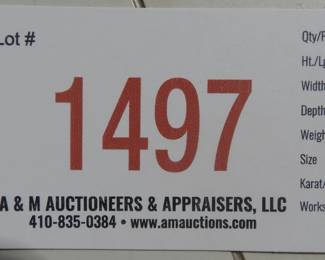 Lot #
1497
A & M AUCTIONEERS & APPRAISERS, LLC
410-835-0384 • www.amauctions.com
Qty/
Ht./Lg
Width
Depth
Weigh
Size
Karat/
Works